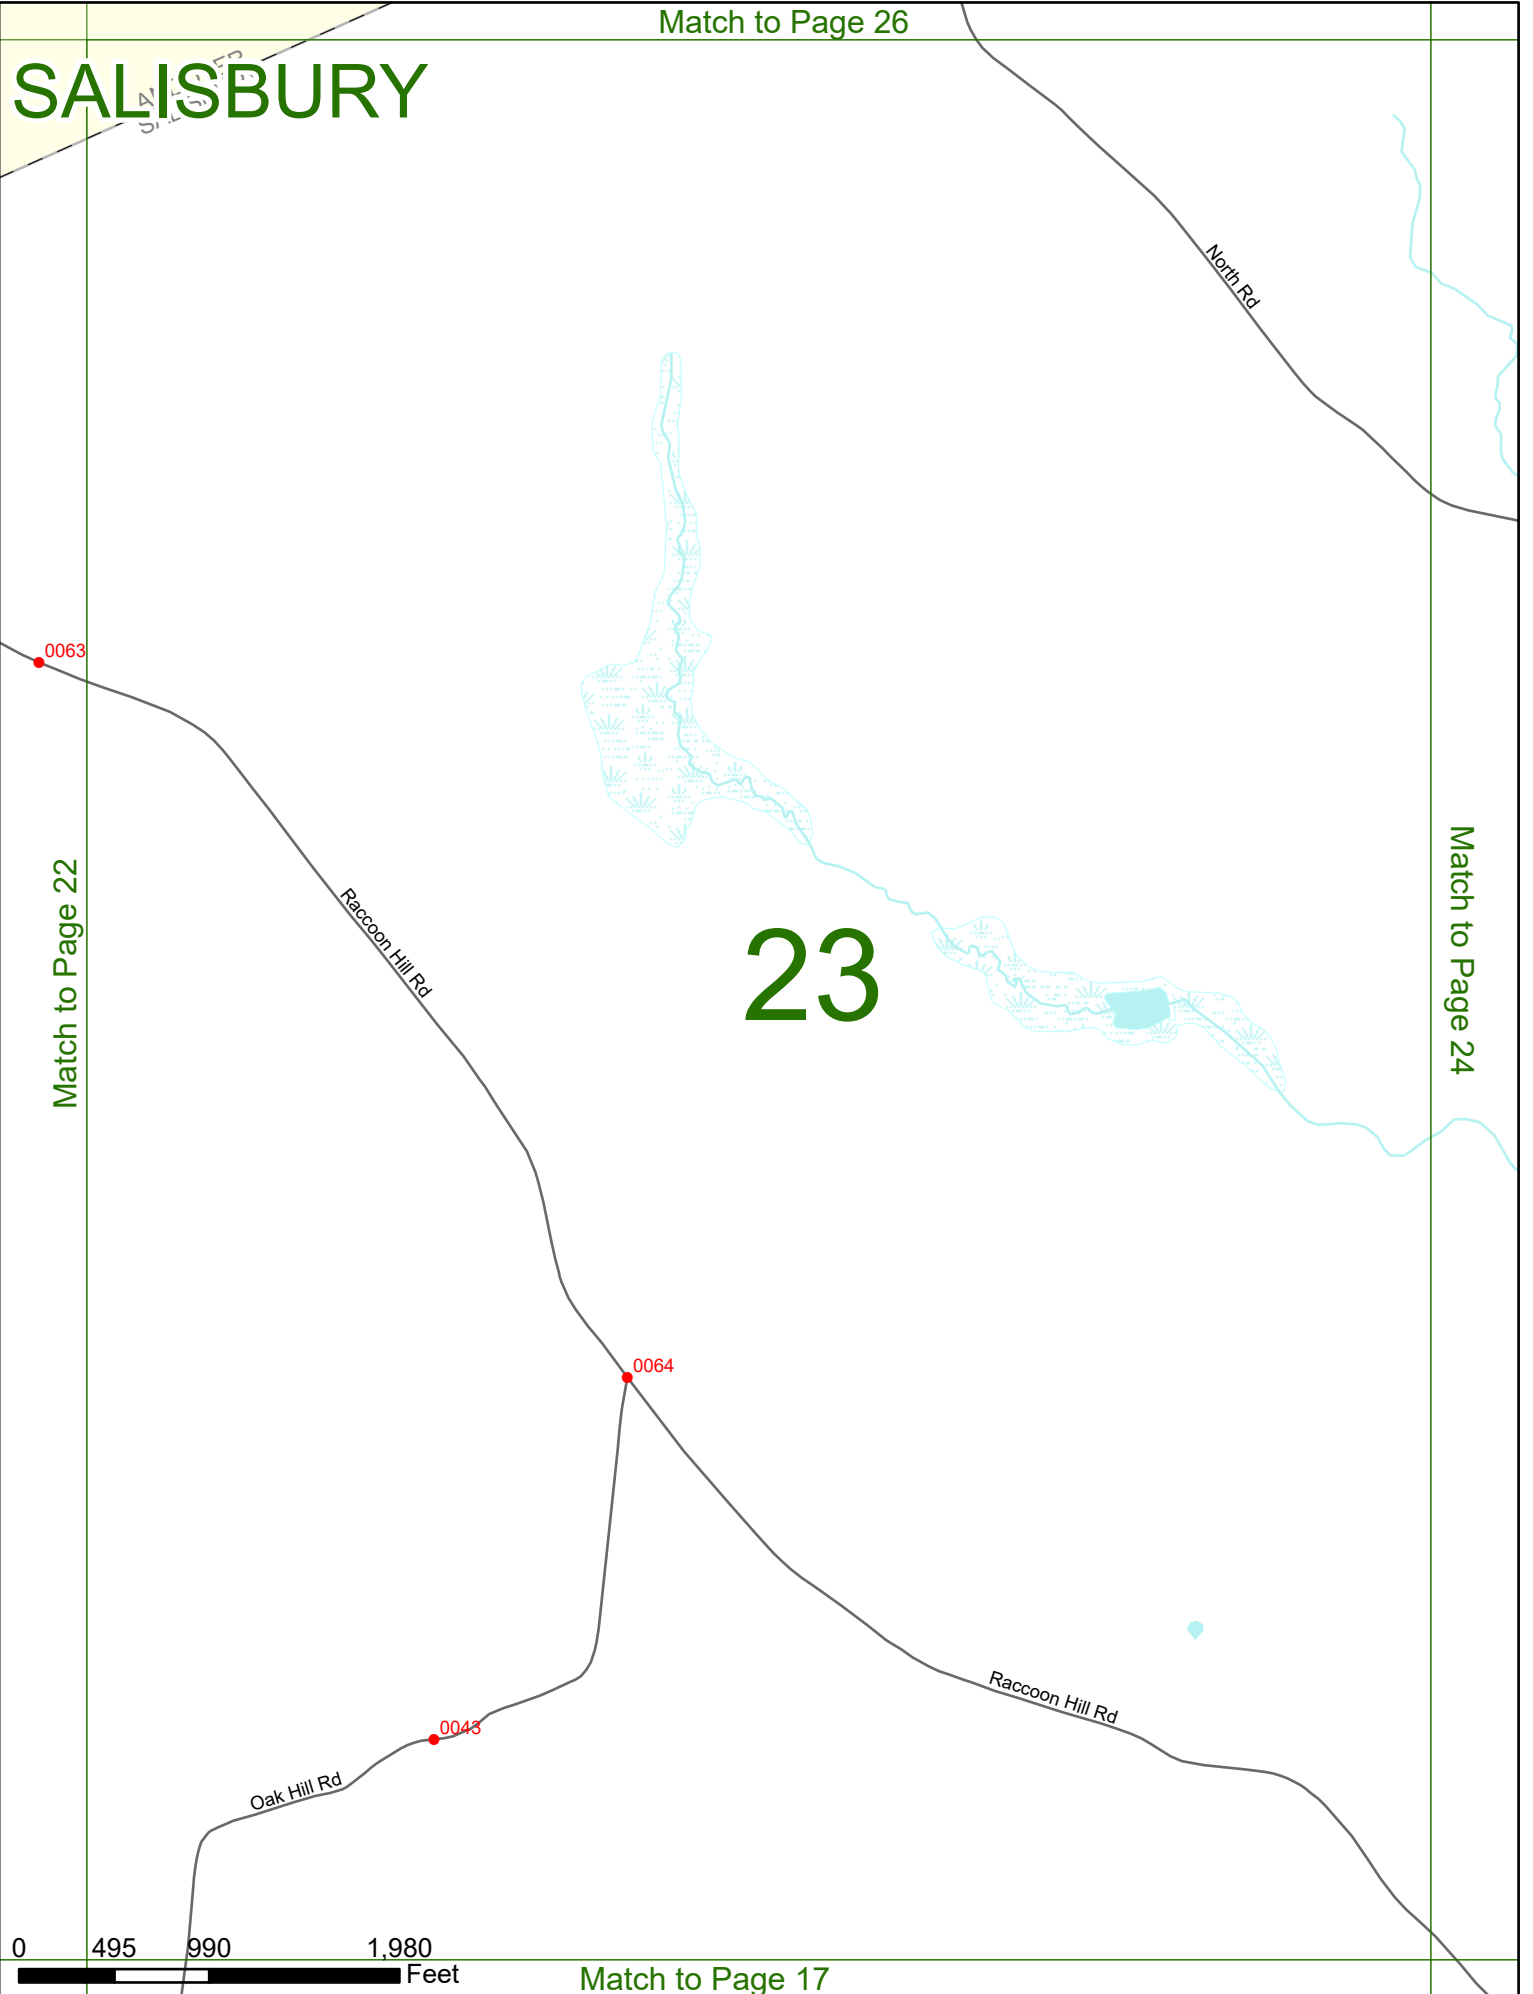 Match to Page 26
SALISBURY
North Rd
0063
Match to Page 22
Raccoon Hill Rd
23
Match to Page 24
0064
Raccoon Hill Rd
0043
Oak Hill Rd
0 495 990 1,980
Feet
Match to Page 17